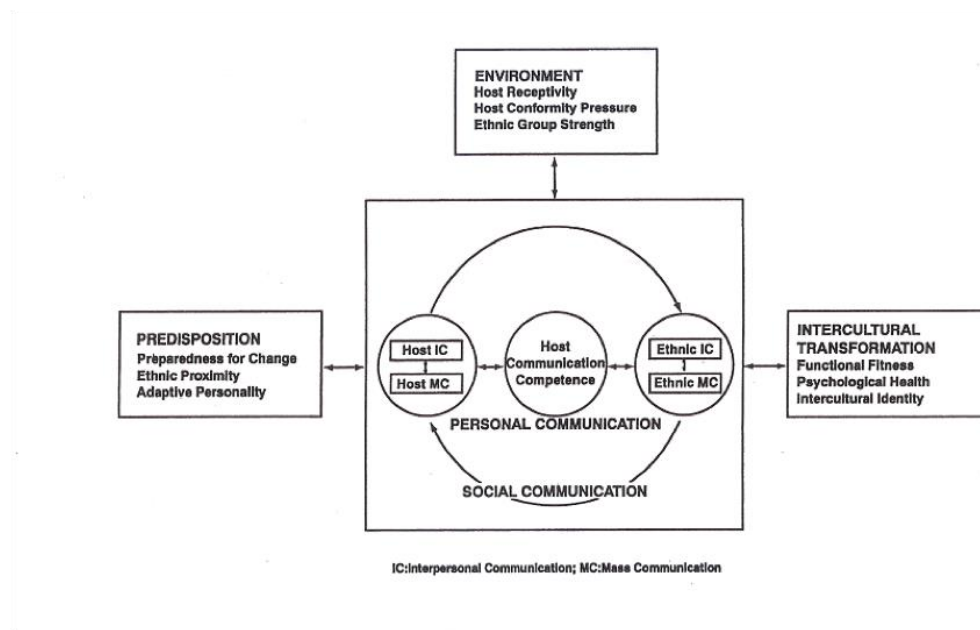 ENVIRONMENT
Host Receptivity
Host Conformity Pressure
Ethnic Group Strength
PREDISPOSITION
Preparedness for Change
Ethnic Proximity
Adaptive Personality
Host IC
Host MC
Host
Communication
Competence
Ethnic IC
Ethnic MC
INTERCULTURAL
TRANSFORMATION
Functional Fitness
Psychological Health
Intercultural Identity
PERSONAL COMMUNICATION
SOCIAL COMMUNICATION
IC:Interpersonal Communication; MC:Mass Communication